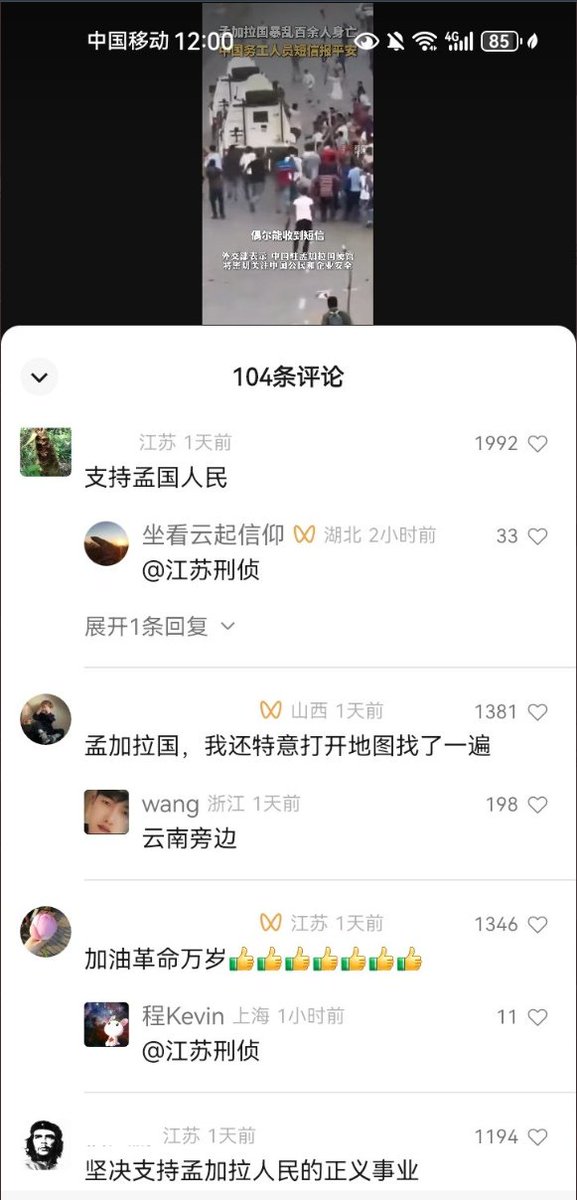 中国移动 12:00
4G
85
孟加拉国暴乱百余人身亡
中国务工人员短信报平安
偶尔能收到短信
外交部表示 中国驻孟加拉国使馆
将密切关注中国公民和企业安全
104条评论
江苏 1天前 1992
支持孟国人民
坐看云起信仰 湖北 2小时前 33
@江苏刑侦
展开1条回复
山西 1天前 1381
孟加拉国，我还特意打开地图找了一遍
wang 浙江 1天前 198
云南旁边
江苏 1天前 1346
加油革命万岁👍👍👍👍👍👍👍
程Kevin 上海 1小时前 11
@江苏刑侦
江苏 1天前 1194
坚决支持孟加拉人民的正义事业